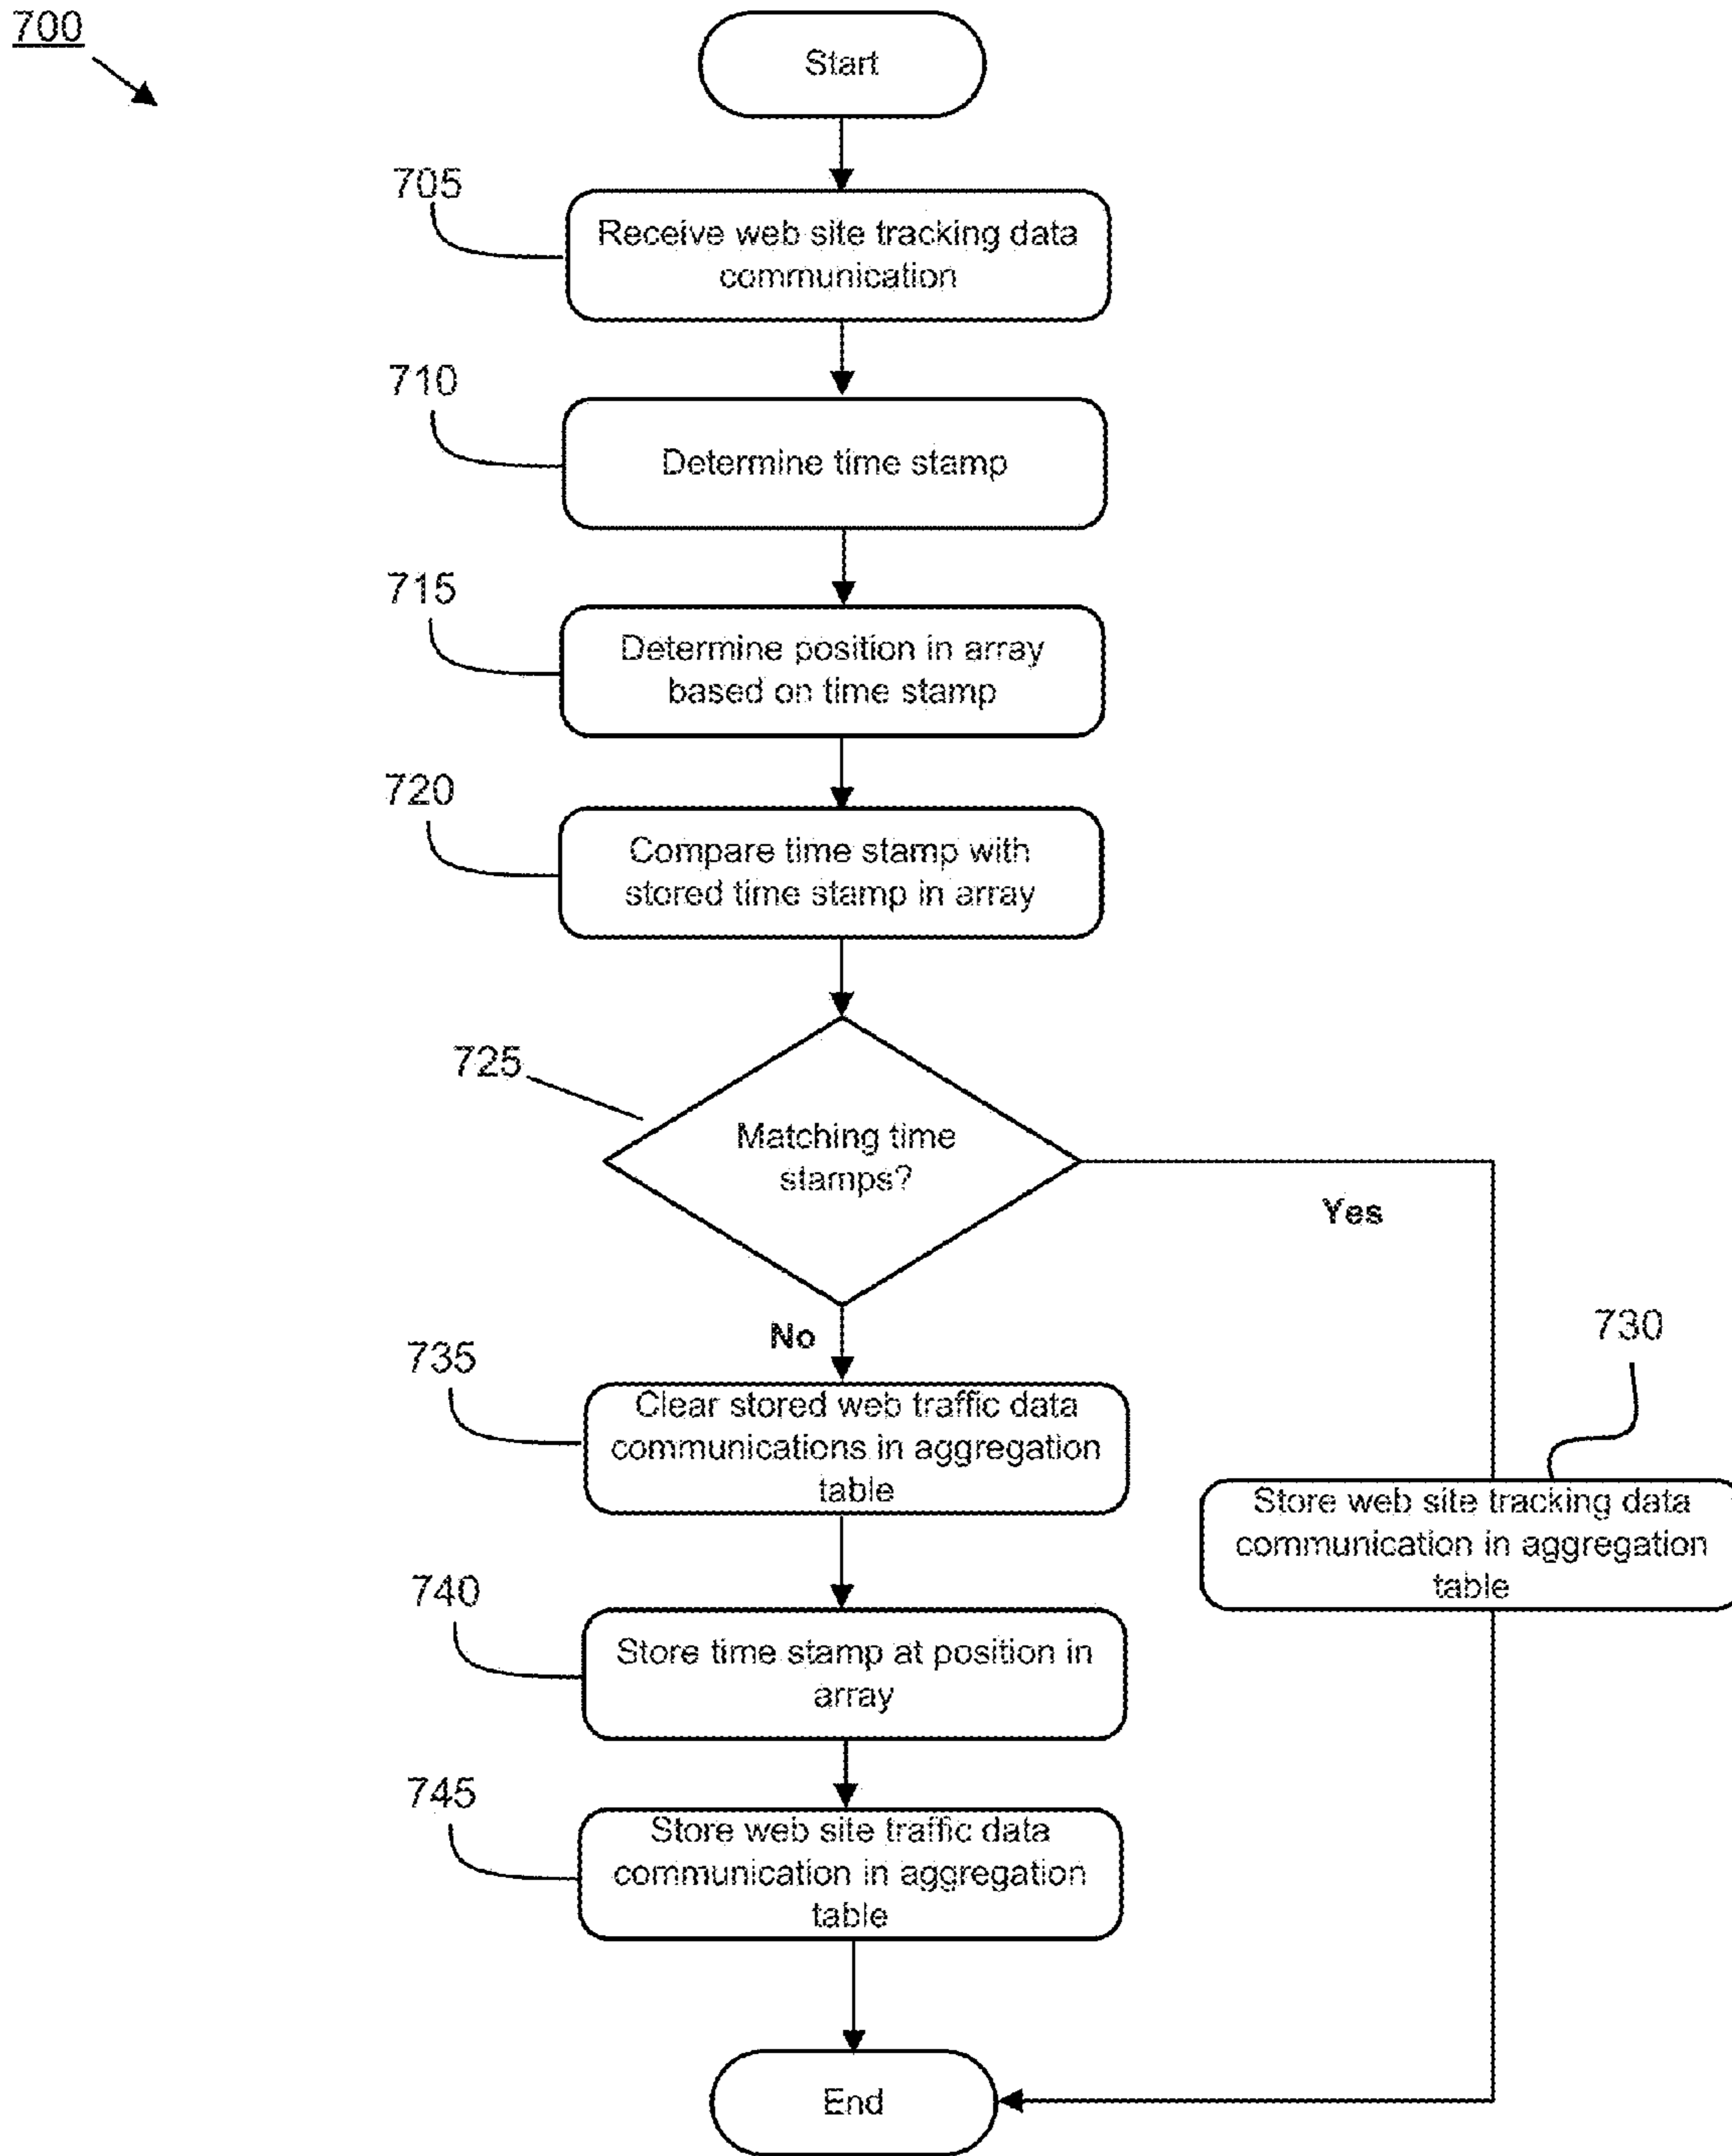 700
Start
705
Receive web site tracking data
communication
710
Determine time stamp
715
Determine position in array
based on time stamp
720
Compare time stamp with
stored time stamp in array
725
Matching time
stamps?
Yes
No
730
735
Clear stored web traffic data
communications in aggregation
table
Store web site tracking data
communication in aggregation
table
740
Store time stamp at position in
array
745
Store web site traffic data
communication in aggregation
table
End